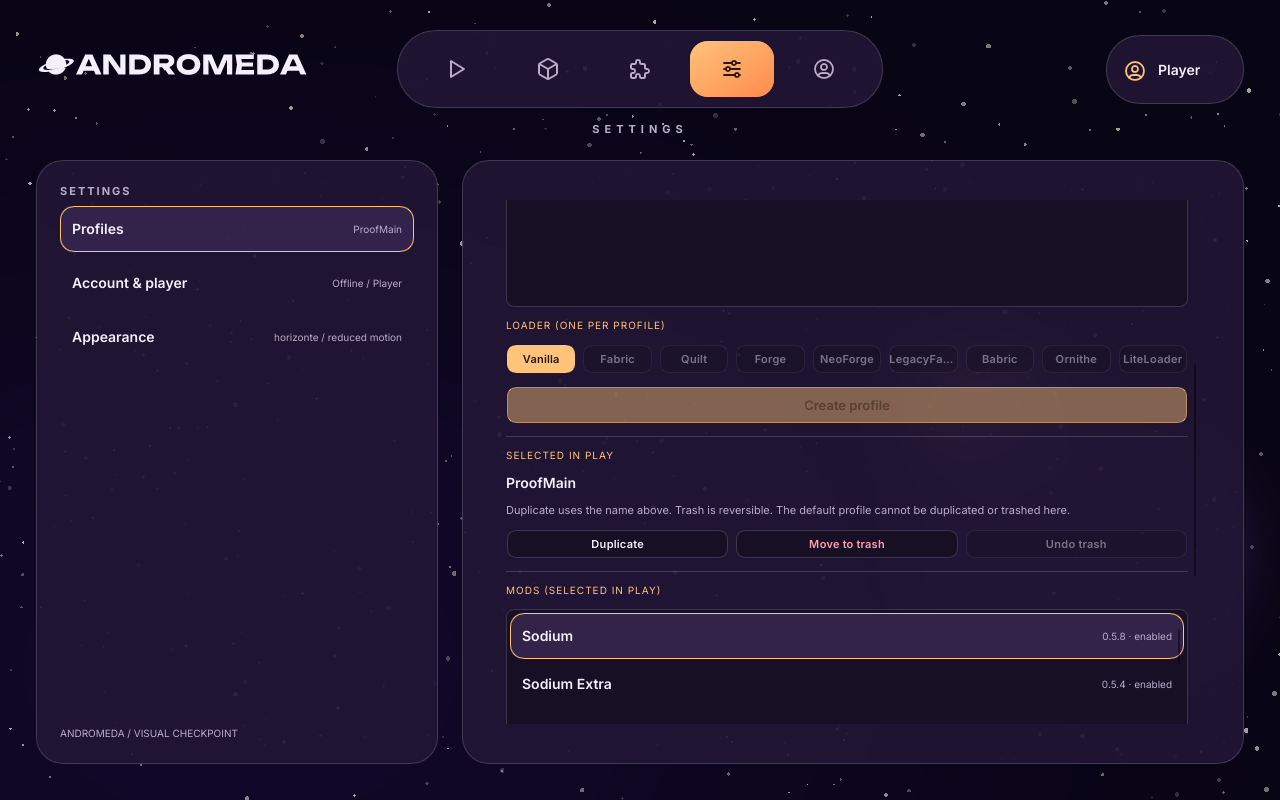 ANDROMEDA
Player
SETTINGS
SETTINGS
Profiles ProofMain
Account & player Offline / Player
Appearance horizonte / reduced motion
ANDROMEDA / VISUAL CHECKPOINT
LOADER (ONE PER PROFILE)
Vanilla Fabric Quilt Forge NeoForge LegacyFa... Babric Ornithe LiteLoader
Create profile
SELECTED IN PLAY
ProofMain
Duplicate uses the name above. Trash is reversible. The default profile cannot be duplicated or trashed here.
Duplicate Move to trash Undo trash
MODS (SELECTED IN PLAY)
Sodium 0.5.8 · enabled
Sodium Extra 0.5.4 · enabled